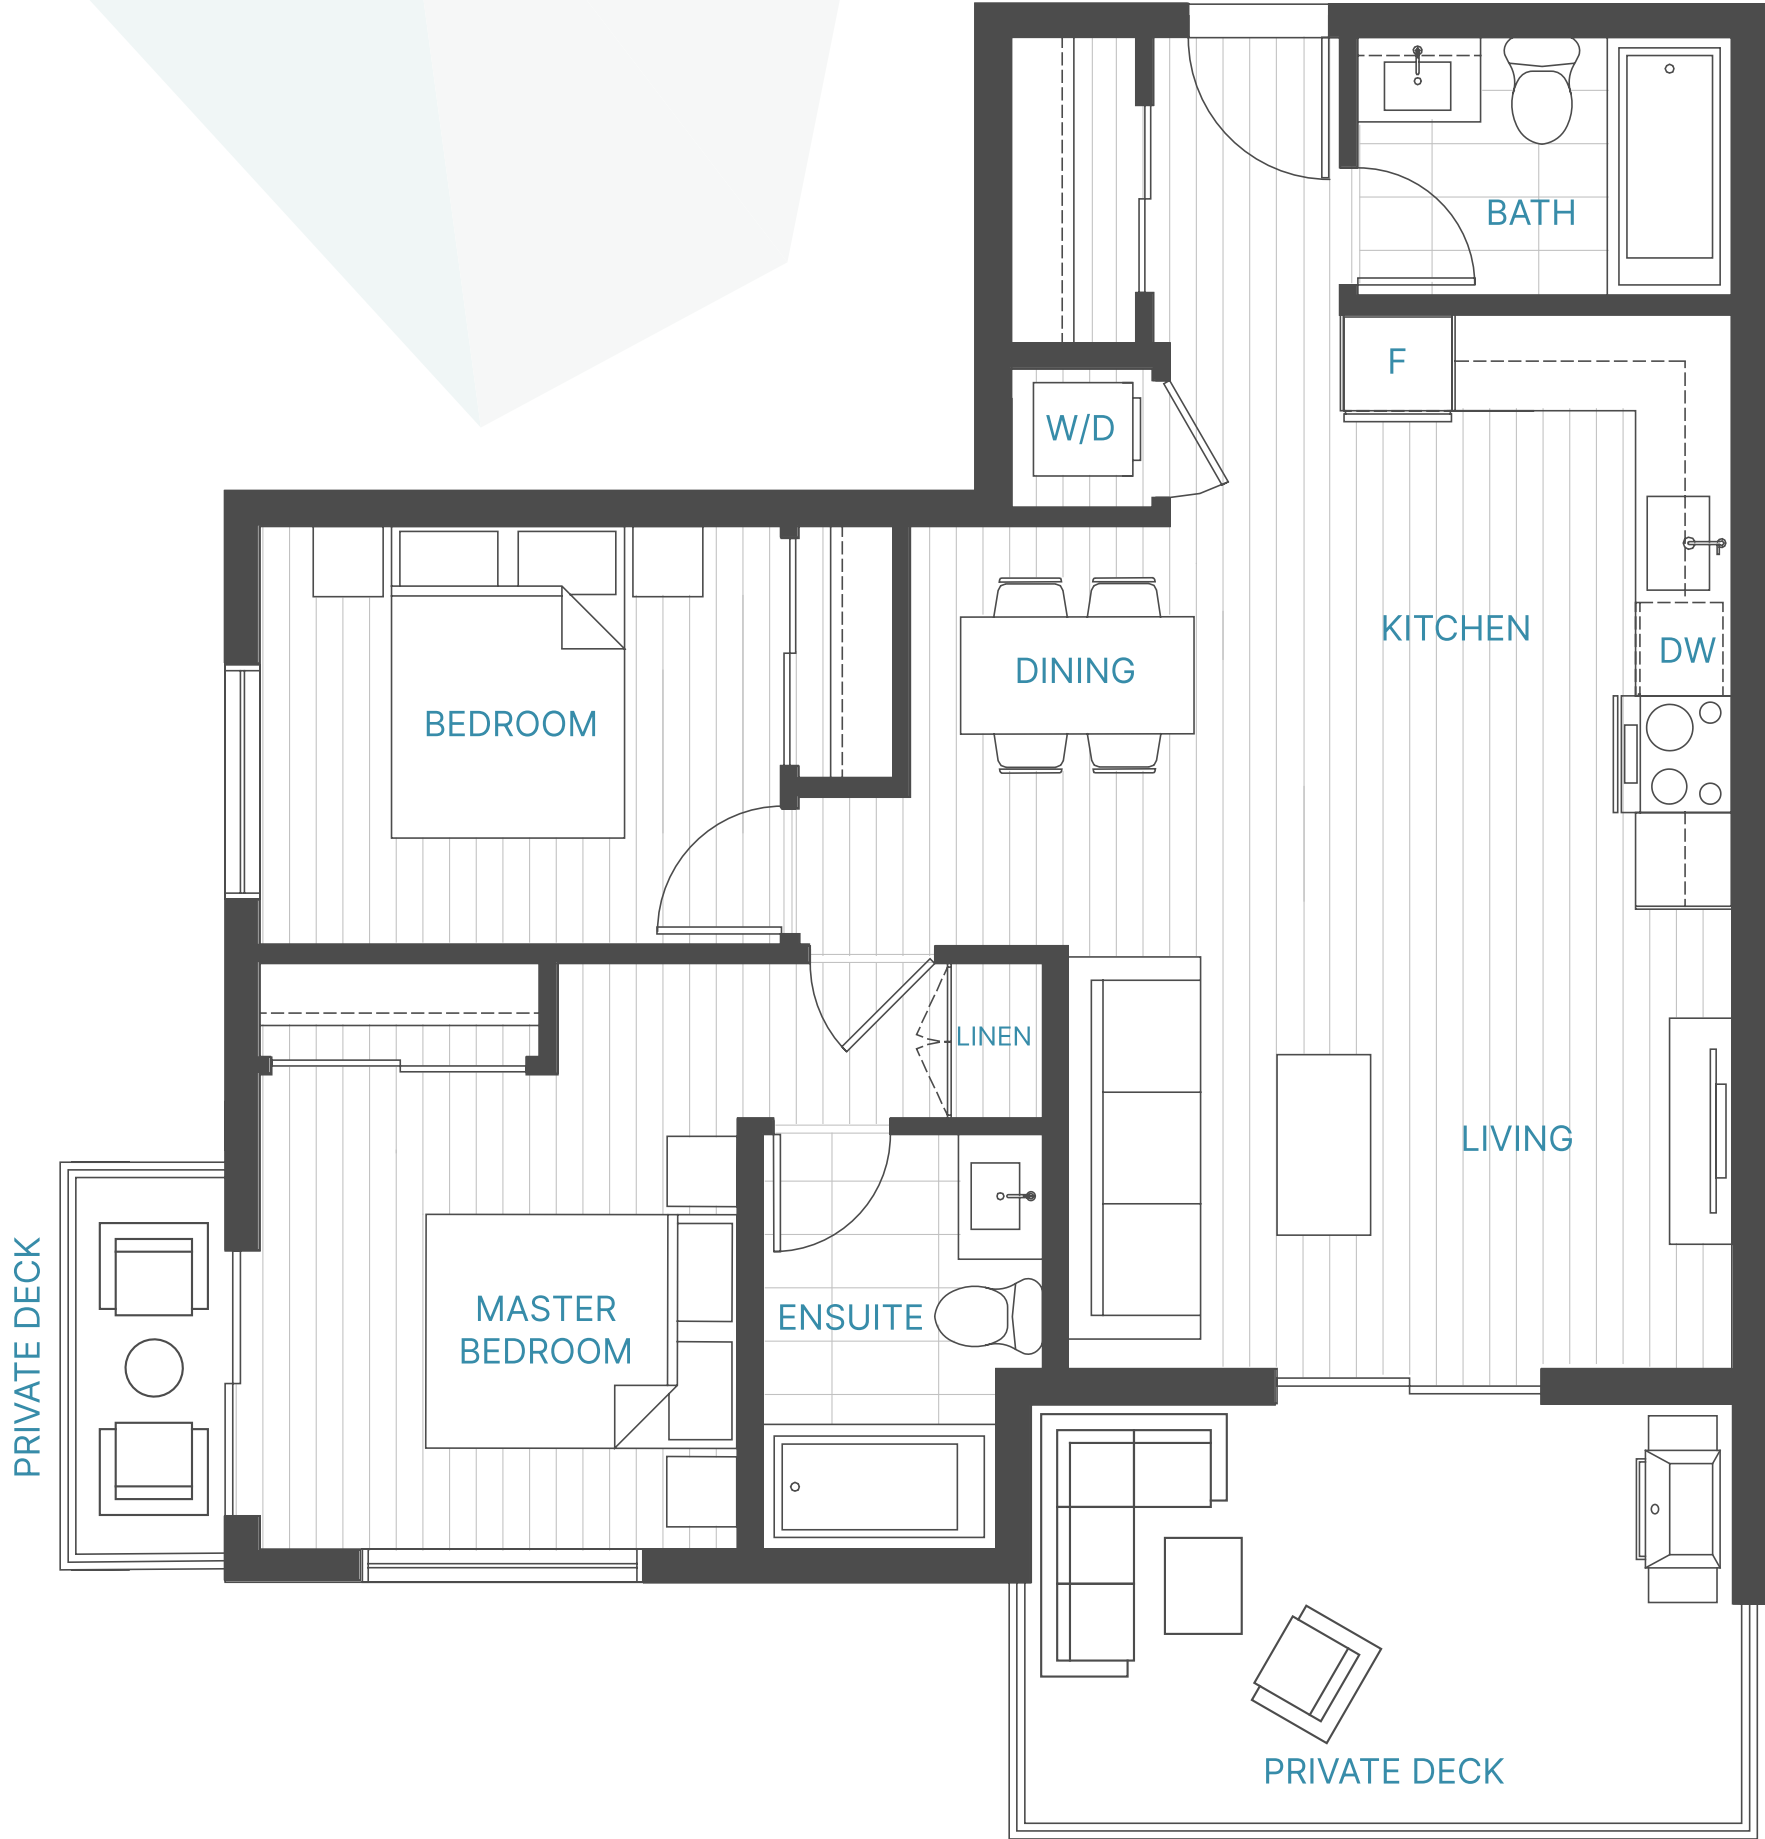 BATH
F
W/D
KITCHEN
DW
DINING
BEDROOM
LINEN
LIVING
MASTER
BEDROOM
ENSUITE
PRIVATE DECK
PRIVATE DECK